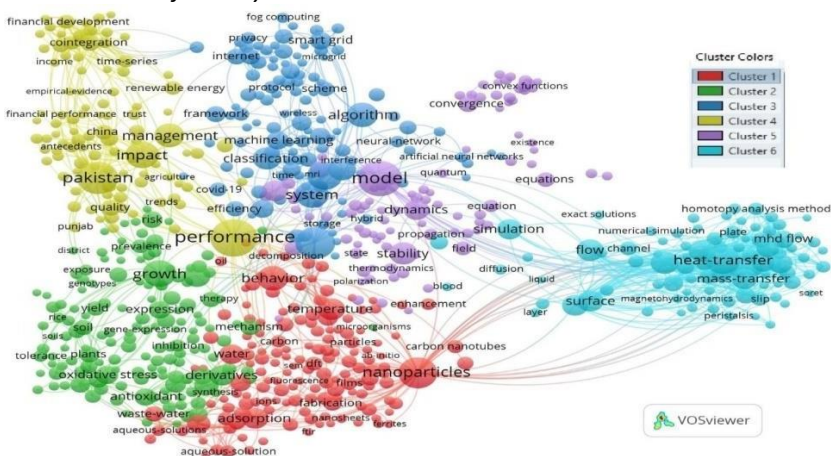 financial development
cointegration
income
time-series
empirical-evidence
renewable energy
financial performance
trust
china
management
antecedents
impact
pakistan
agriculture
quality
trends
punjab
risk
fog computing
privacy
smart grid
internet
microgrid
protocol
scheme
framework
wireless
algorithm
machine learning
neural-network
classification
interference
artificial neural networks
time
mri
quantum
covid-19
model
system
efficiency
convex functions
convergence
existence
equations
hybrid
dynamics
equation
storage
propagation
simulation
performance
state
stability
field
decomposition
thermodynamics
diffusion
polarization
blood
enhancement
Cluster Colors
Cluster 1
Cluster 2
Cluster 3
Cluster 4
Cluster 5
Cluster 6
exact solutions
homotopy analysis method
numerical-simulation
plate
mhd flow
flow
channel
heat-transfer
liquid
mass-transfer
surface
magnetohydrodynamics
slip
soret
layer
peristalsis
district
prevalence
oil
exposure
growth
behavior
genotypes
therapy
yield
expression
temperature
rice
soil
gene-expression
mechanism
microorganisms
soils
carbon
particles
carbon nanotubes
inhibition
water
tolerance
plants
ab initio
sem
dft
nanoparticles
oxidative stress
derivatives
fluorescence
films
synthesis
antioxidant
ions
fabrication
waste-water
adsorption
nanosheets
aqueous-solutions
ftir
ferrites
aqueous-solution
VOSviewer